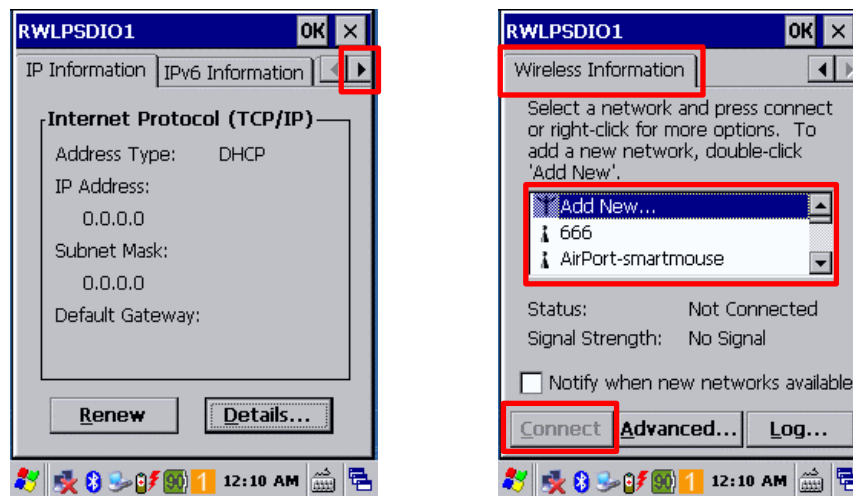 RWLPSDIO1 OK
IP Information IPv6 Information
Internet Protocol (TCP/IP)
Address Type: DHCP
IP Address:
0.0.0.0
Subnet Mask:
0.0.0.0
Default Gateway:
Renew Details...
90 1 12:10 AM
RWLPSDIO1 OK
Wireless Information
Select a network and press connect
or right-click for more options. To
add a new network, double-click
'Add New'.
Add New...
666
AirPort-smartmouse
Status: Not Connected
Signal Strength: No Signal
Notify when new networks available
Connect Advanced... Log...
90 1 12:10 AM